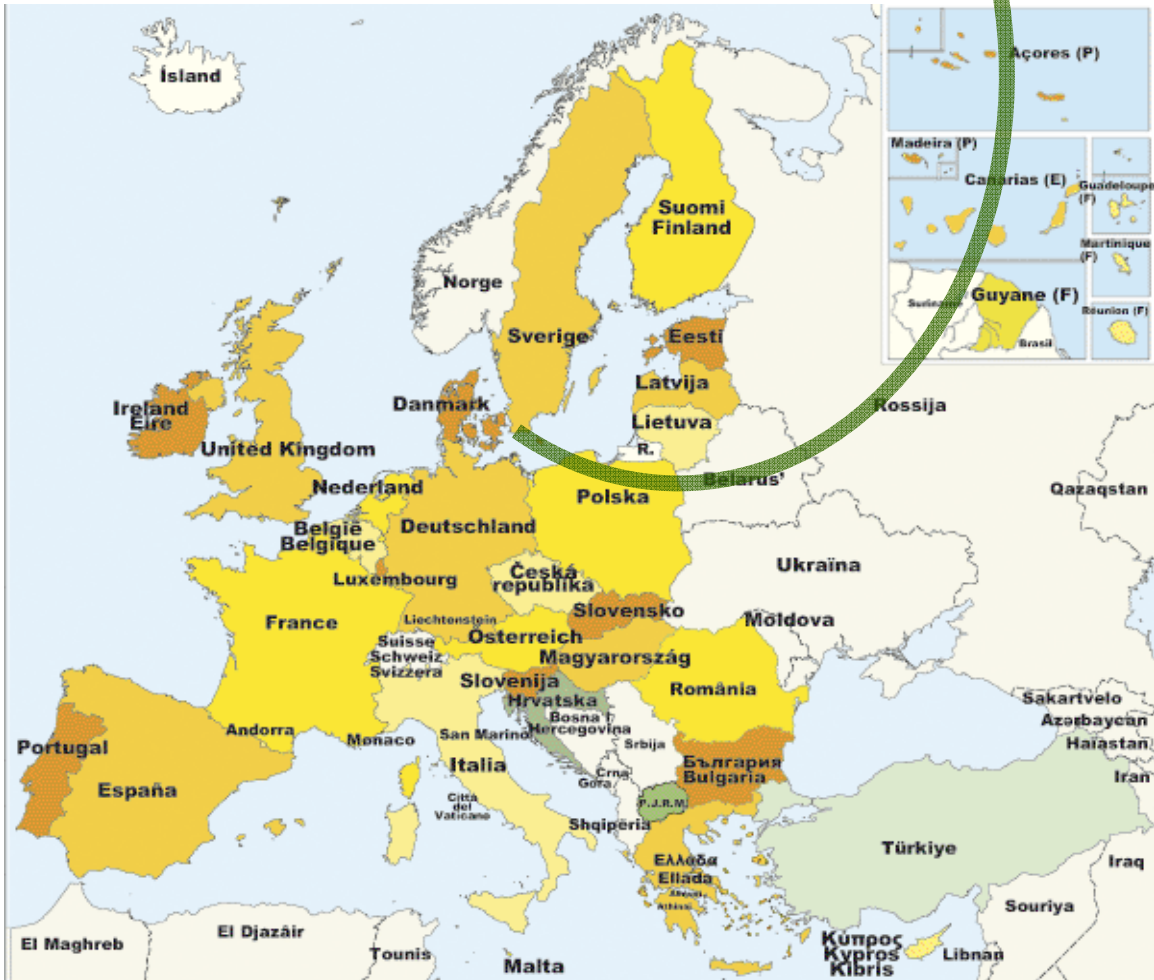 Ísland
Açores (P)
Madeira (P)
Canarias (E)
Guadeloupe
(F)
Martinique
(F)
Guyane (F)
Suriname
Brasil
Réunion (F)
Suomi
Finland
Norge
Sverige
Eesti
Latvija
Lietuva
R.
Rossija
Danmark
Ireland
Éire
United Kingdom
Nederland
België
Belgique
Deutschland
Polska
Belarus'
Qazaqstan
Ukraïna
Luxembourg
Česká
republika
Slovensko
Moldova
France
Liechtenstein
Österreich
Suisse
Schweiz
Svizzera
Magyarország
Slovenija
România
Hrvatska
Bosna i
Hercegovina
Srbija
Sakartvelo
Azərbaycan
Haïastan
Iran
Andorra
Monaco
San Marino
Portugal
España
Italia
Città
del
Vaticano
Crna
Gora
България
Bulgaria
P.J.R.M.
Shqipëria
Türkiye
Ελλάδα
Ellada
Athinai
Iraq
Souriya
El Maghreb
El Djazâir
Tounis
Malta
Κύπρος
Kypros
Kibris
Libnan